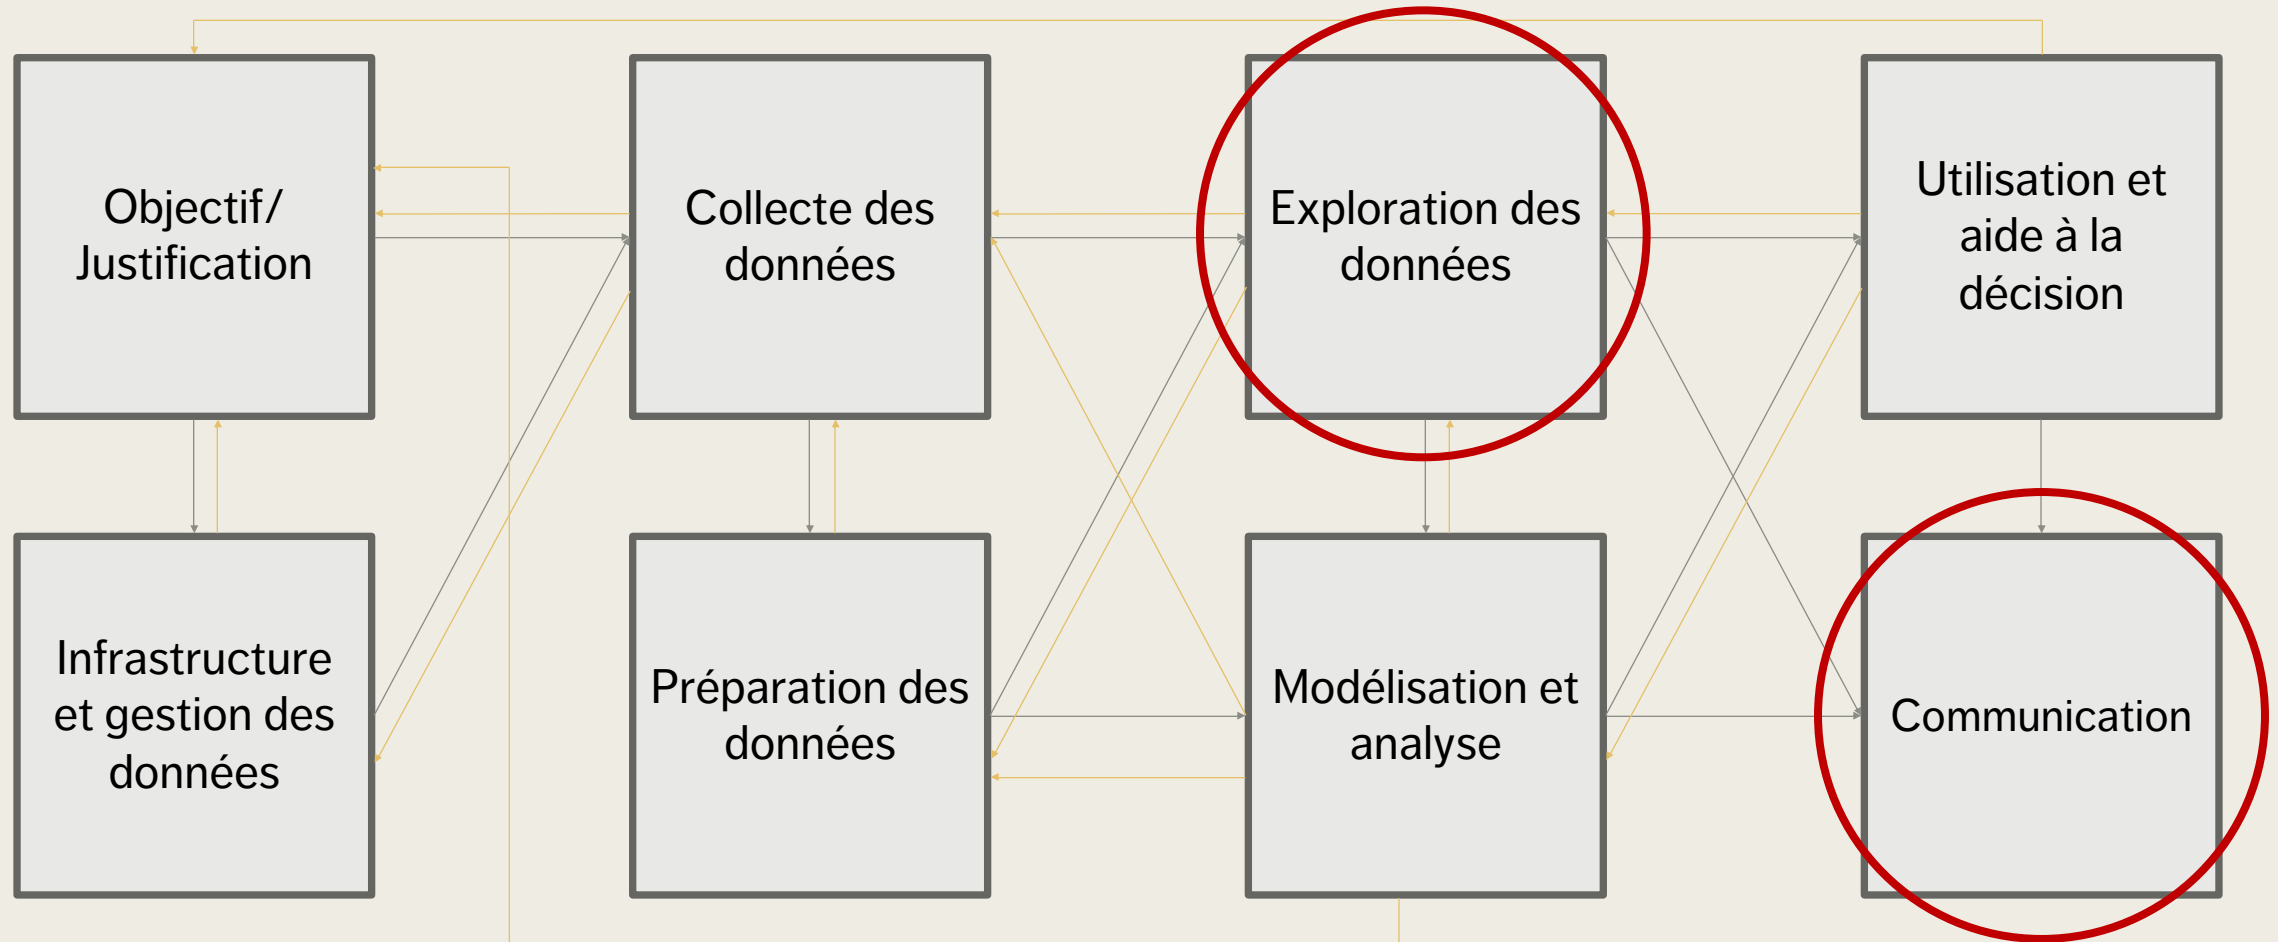 Objectif/
Justification
Collecte des
données
Exploration des
données
Utilisation et
aide à la
décision
Infrastructure
et gestion des
données
Préparation des
données
Modélisation et
analyse
Communication